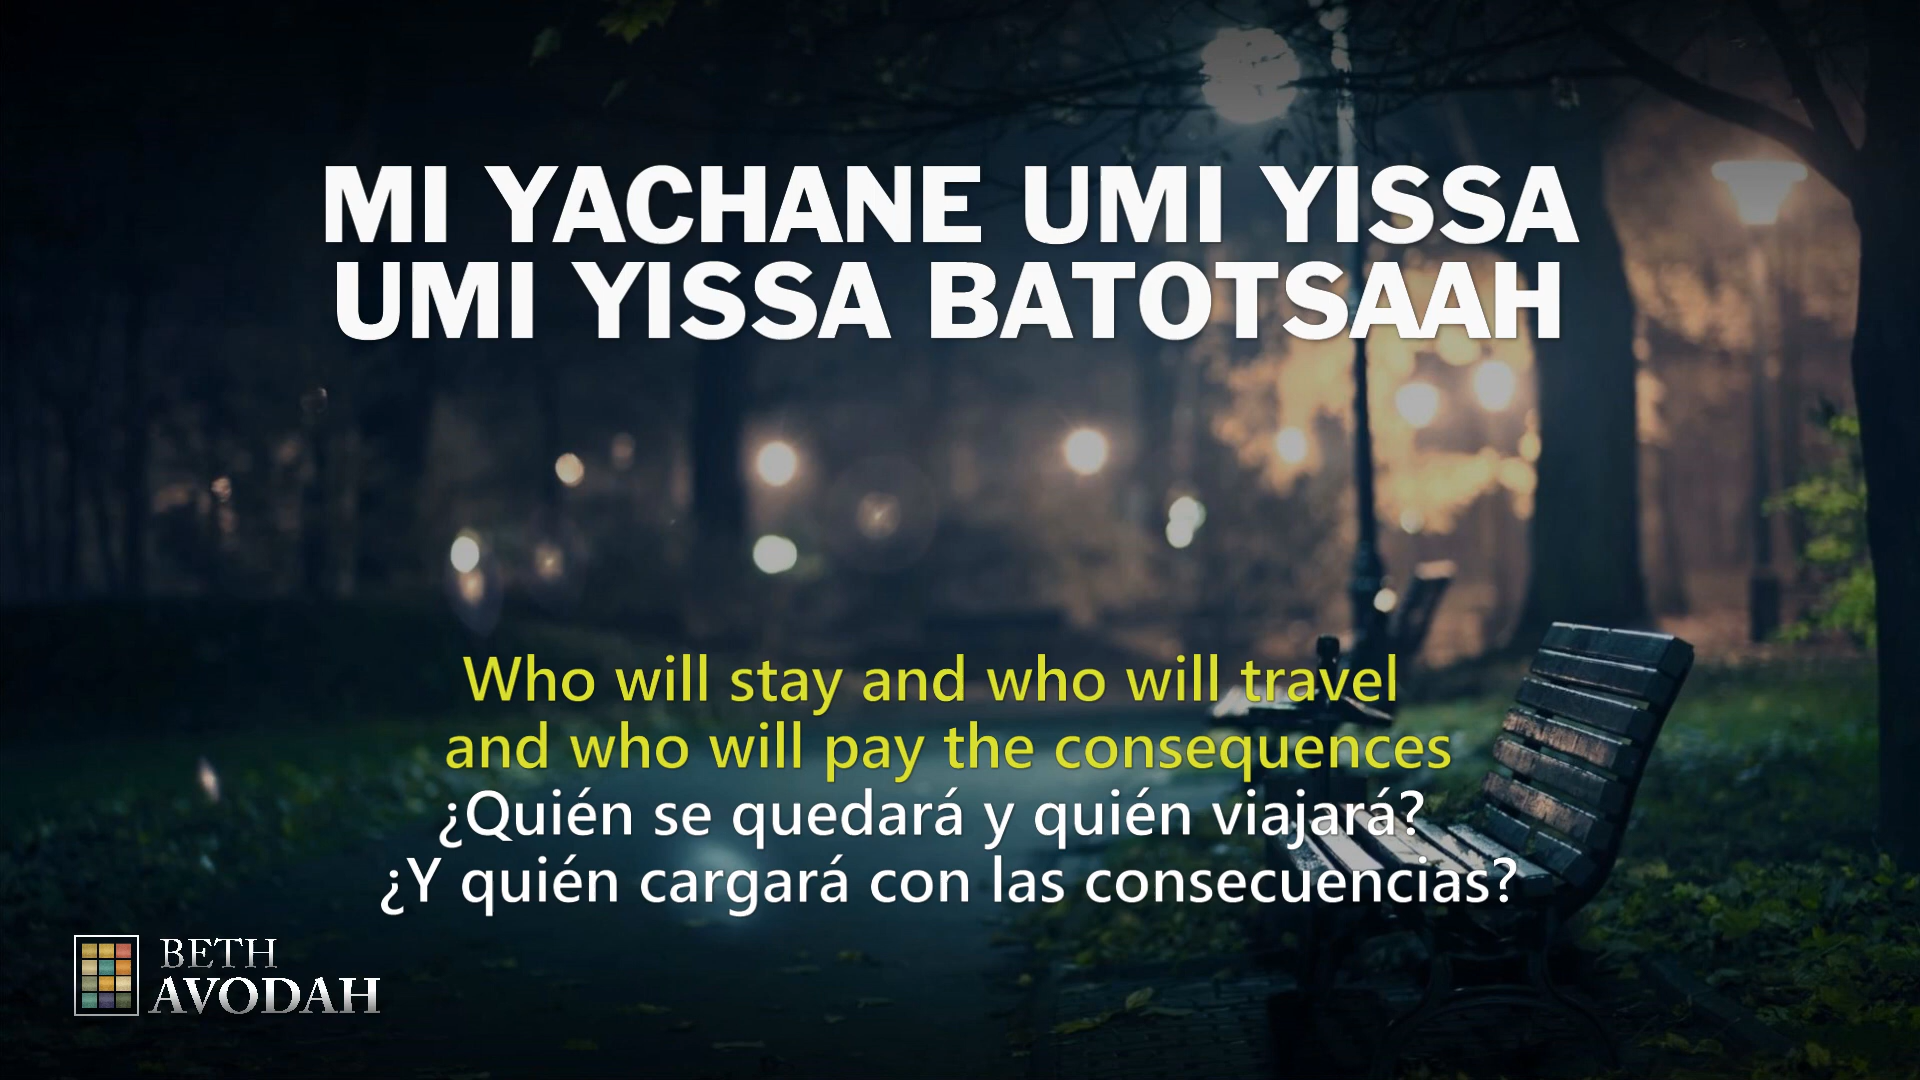 MI YACHANE UMI YISSA
UMI YISSA BATOTSAAH
Who will stay and who will travel
and who will pay the consequences
¿Quién se quedará y quién viajará?
¿Y quién cargará con las consecuencias?
BETH
AVODAH